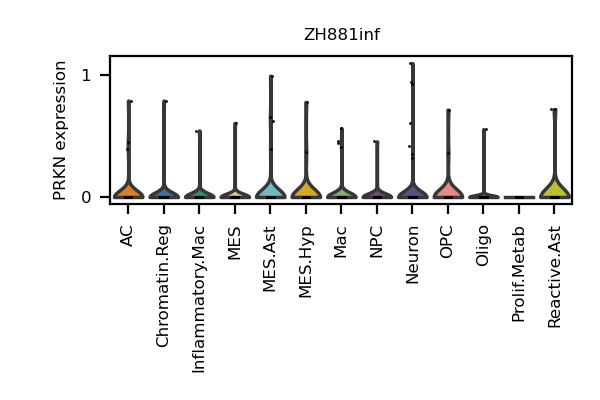 ZH881inf
PRKN expression
1
0
AC
Chromatin.Reg
Inflammatory.Mac
MES
MES.Ast
MES.Hyp
Mac
NPC
Neuron
OPC
Oligo
Prolif.Metab
Reactive.Ast